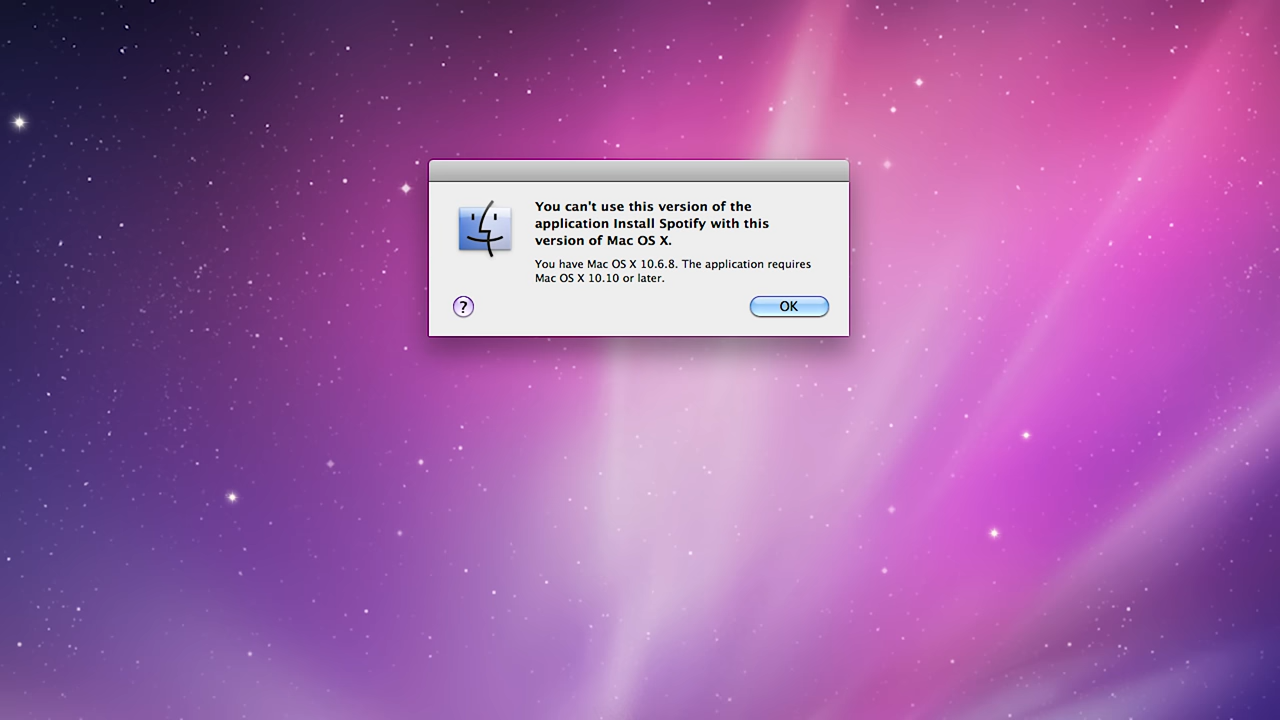 You can't use this version of the
application Install Spotify with this
version of Mac OS X.
You have Mac OS X 10.6.8. The application requires
Mac OS X 10.10 or later.
?
OK